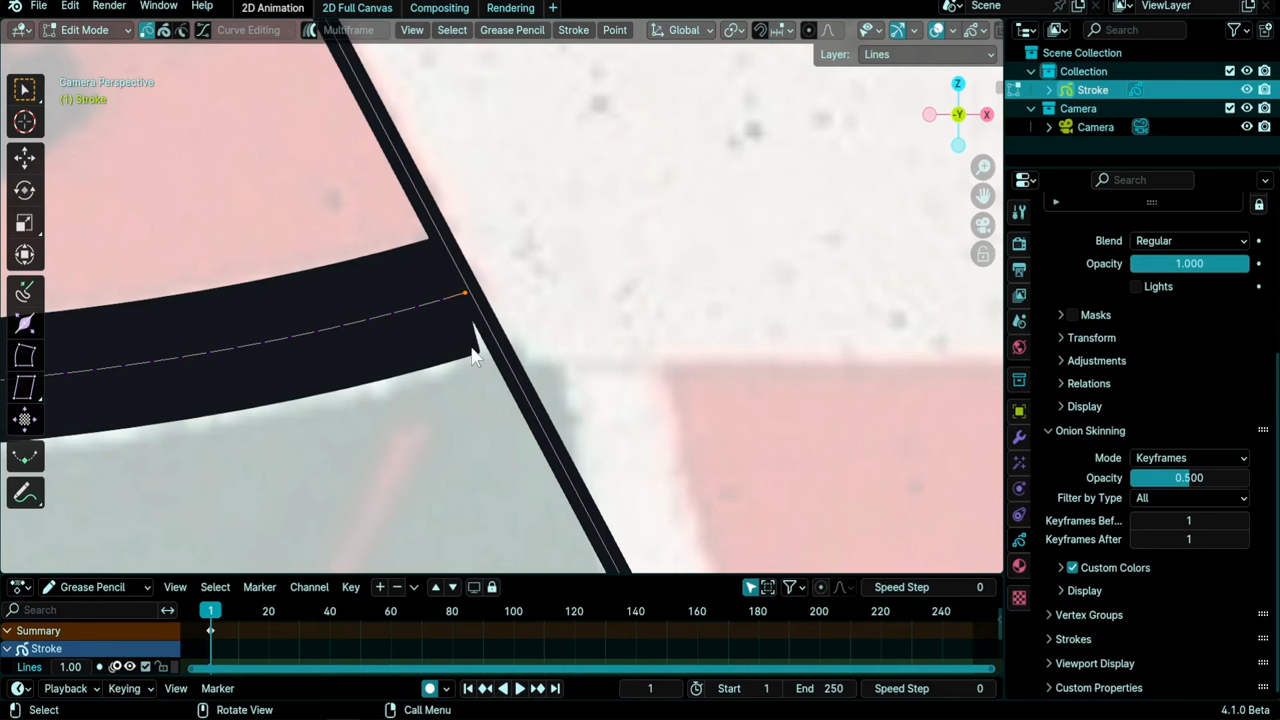 File Edit Render Window Help 2D Animation 2D Full Canvas Compositing Rendering + Scene ViewLayer
Edit Mode Curve Editing Multiframe View Select Grease Pencil Stroke Point Global Search
Layer: Lines
Camera Perspective
(1) Stroke
Z
-Y X
Scene Collection
Collection
Stroke
Camera
Camera
Search
Blend Regular
Opacity 1.000
Lights
Masks
Transform
Adjustments
Relations
Display
Onion Skinning
Mode Keyframes
Opacity 0.500
Filter by Type All
Keyframes Bef... 1
Keyframes After 1
Custom Colors
Display
Vertex Groups
Strokes
Viewport Display
Custom Properties
Grease Pencil View Select Marker Channel Key + − Speed Step 0
Search 1 20 40 60 80 100 120 140 160 180 200 220 240
Summary
Stroke
Lines 1.00
Playback Keying View Marker 1 Start 1 End 250 Speed Step 0
Select Rotate View Call Menu 4.1.0 Beta